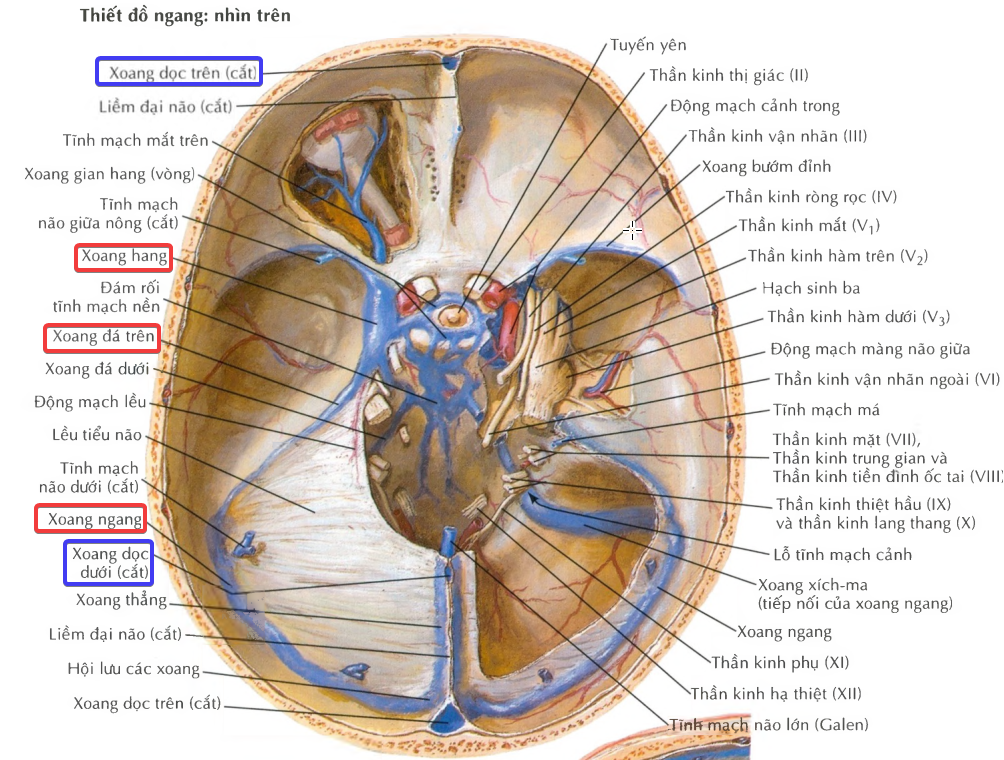 Thiết đồ ngang: nhìn trên
Xoang dọc trên (cắt)
Liềm đại não (cắt)
Tĩnh mạch mắt trên
Xoang gian hang (vòng)
Tĩnh mạch
não giữa nông (cắt)
Xoang hang
Đám rối
tĩnh mạch nền
Xoang đá trên
Xoang đá dưới
Động mạch lều
Lều tiểu não
Tĩnh mạch
não dưới (cắt)
Xoang ngang
Xoang dọc
dưới (cắt)
Xoang thẳng
Liềm đại não (cắt)
Hội lưu các xoang
Xoang dọc trên (cắt)
Tuyến yên
Thần kinh thị giác (II)
Động mạch cảnh trong
Thần kinh vận nhãn (III)
Xoang bướm đỉnh
Thần kinh ròng rọc (IV)
Thần kinh mắt (V₁)
Thần kinh hàm trên (V₂)
Hạch sinh ba
Thần kinh hàm dưới (V₃)
Động mạch màng não giữa
Thần kinh vận nhãn ngoài (VI)
Tĩnh mạch má
Thần kinh mặt (VII),
Thần kinh trung gian và
Thần kinh tiền đình ốc tai (VIII)
Thần kinh thiệt hầu (IX)
và thần kinh lang thang (X)
Lỗ tĩnh mạch cảnh
Xoang xích-ma
(tiếp nối của xoang ngang)
Xoang ngang
Thần kinh phụ (XI)
Thần kinh hạ thiệt (XII)
Tĩnh mạch não lớn (Galen)